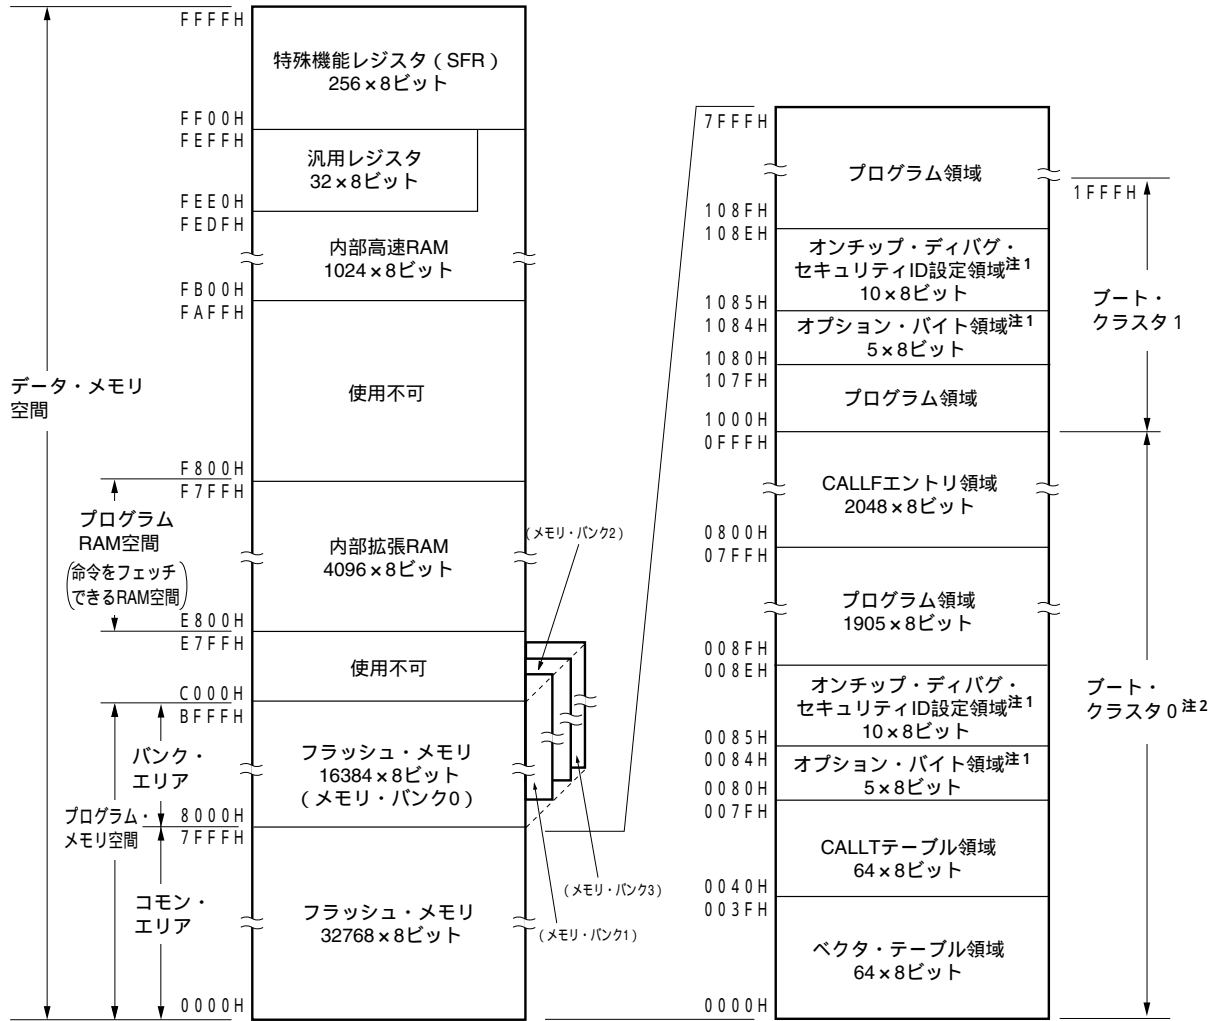 FFFFH
特殊機能レジスタ（SFR）
256×8ビット
FF00H
FEFFH
汎用レジスタ
32×8ビット
FEE0H
FEDFH
内部高速RAM
1024×8ビット
FB00H
FAFFH
使用不可
F800H
F7FFH
内部拡張RAM
4096×8ビット
E800H
E7FFH
使用不可
C000H
BFFFH
フラッシュ・メモリ
16384×8ビット
（メモリ・バンク0）
8000H
7FFFH
フラッシュ・メモリ
32768×8ビット
0000H
データ・メモリ
空間
プログラム
RAM空間
命令をフェッチ
できるRAM空間
バンク・
エリア
プログラム・
メモリ空間
コモン・
エリア
（メモリ・バンク2）
（メモリ・バンク3）
（メモリ・バンク1）
7FFFH
プログラム領域
1FFFH
108FH
108EH
オンチップ・ディバグ・
セキュリティID設定領域注1
10×8ビット
1085H
1084H
オプション・バイト領域注1
5×8ビット
1080H
107FH
プログラム領域
1000H
0FFFH
CALLFエントリ領域
2048×8ビット
0800H
07FFH
プログラム領域
1905×8ビット
008FH
008EH
オンチップ・ディバグ・
セキュリティID設定領域注1
10×8ビット
0085H
0084H
オプション・バイト領域注1
5×8ビット
0080H
007FH
CALLTテーブル領域
64×8ビット
0040H
003FH
ベクタ・テーブル領域
64×8ビット
0000H
ブート・
クラスタ1
ブート・
クラスタ0注2